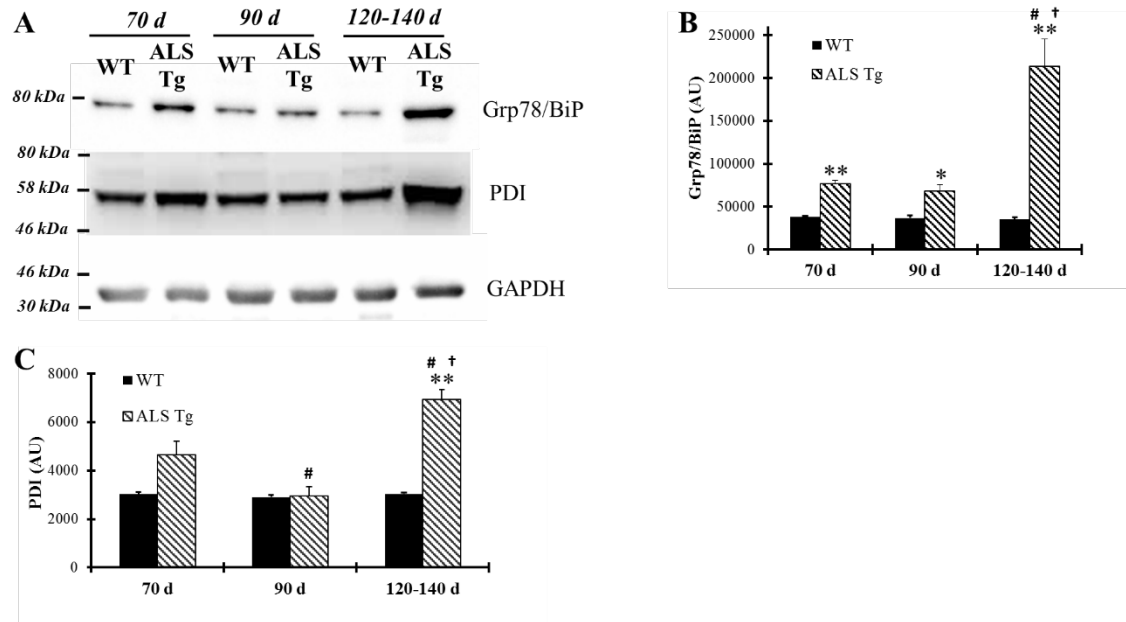 A
70 d
90 d
120-140 d
WT
ALS
Tg
WT
ALS
Tg
WT
ALS
Tg
80 kDa
Grp78/BiP
80 kDa
58 kDa
PDI
46 kDa
46 kDa
GAPDH
30 kDa
B
Grp78/BiP (AU)
250000
200000
150000
100000
50000
0
WT
ALS Tg
**
*
# †
**
70 d
90 d
120-140 d
C
PDI (AU)
8000
6000
4000
2000
0
WT
ALS Tg
#
# †
**
70 d
90 d
120-140 d